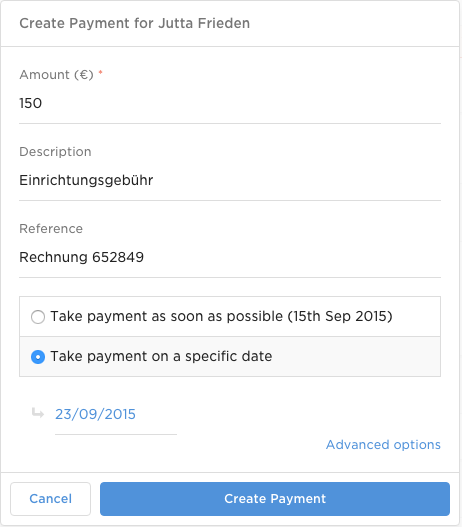 Create Payment for Jutta Frieden
Amount (€) *
150
Description
Einrichtungsgebühr
Reference
Rechnung 652849
Take payment as soon as possible (15th Sep 2015)
Take payment on a specific date
23/09/2015
Advanced options
Cancel
Create Payment